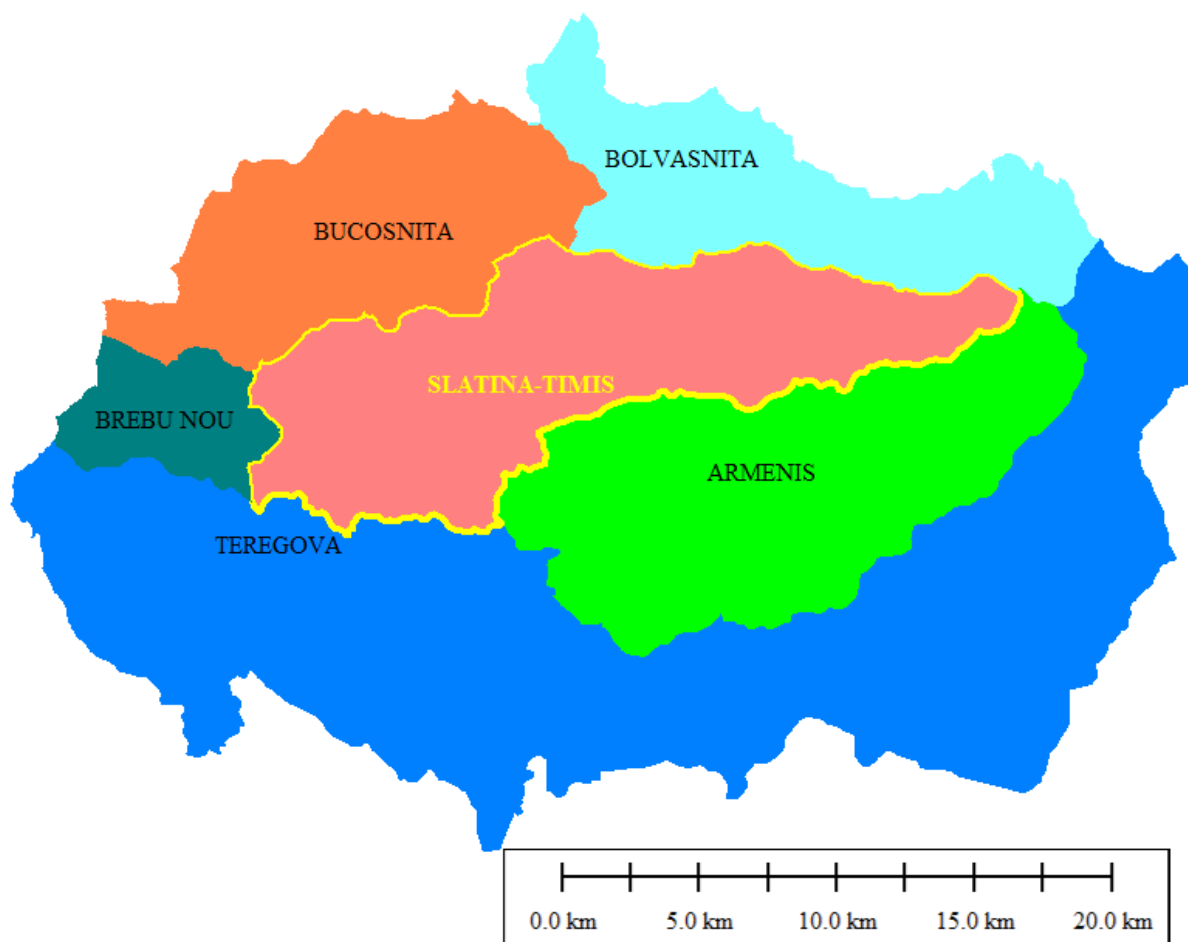 BOLVASNITA
BUCOSNITA
SLATINA-TIMIS
BREBU NOU
ARMENIS
TEREGOVA
0.0 km 5.0 km 10.0 km 15.0 km 20.0 km